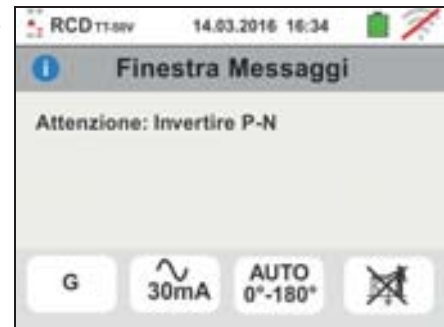 RCD TT-50V 14.03.2016 16:34
Finestra Messaggi
Attenzione: Invertire P-N
G
30mA
AUTO
0°-180°